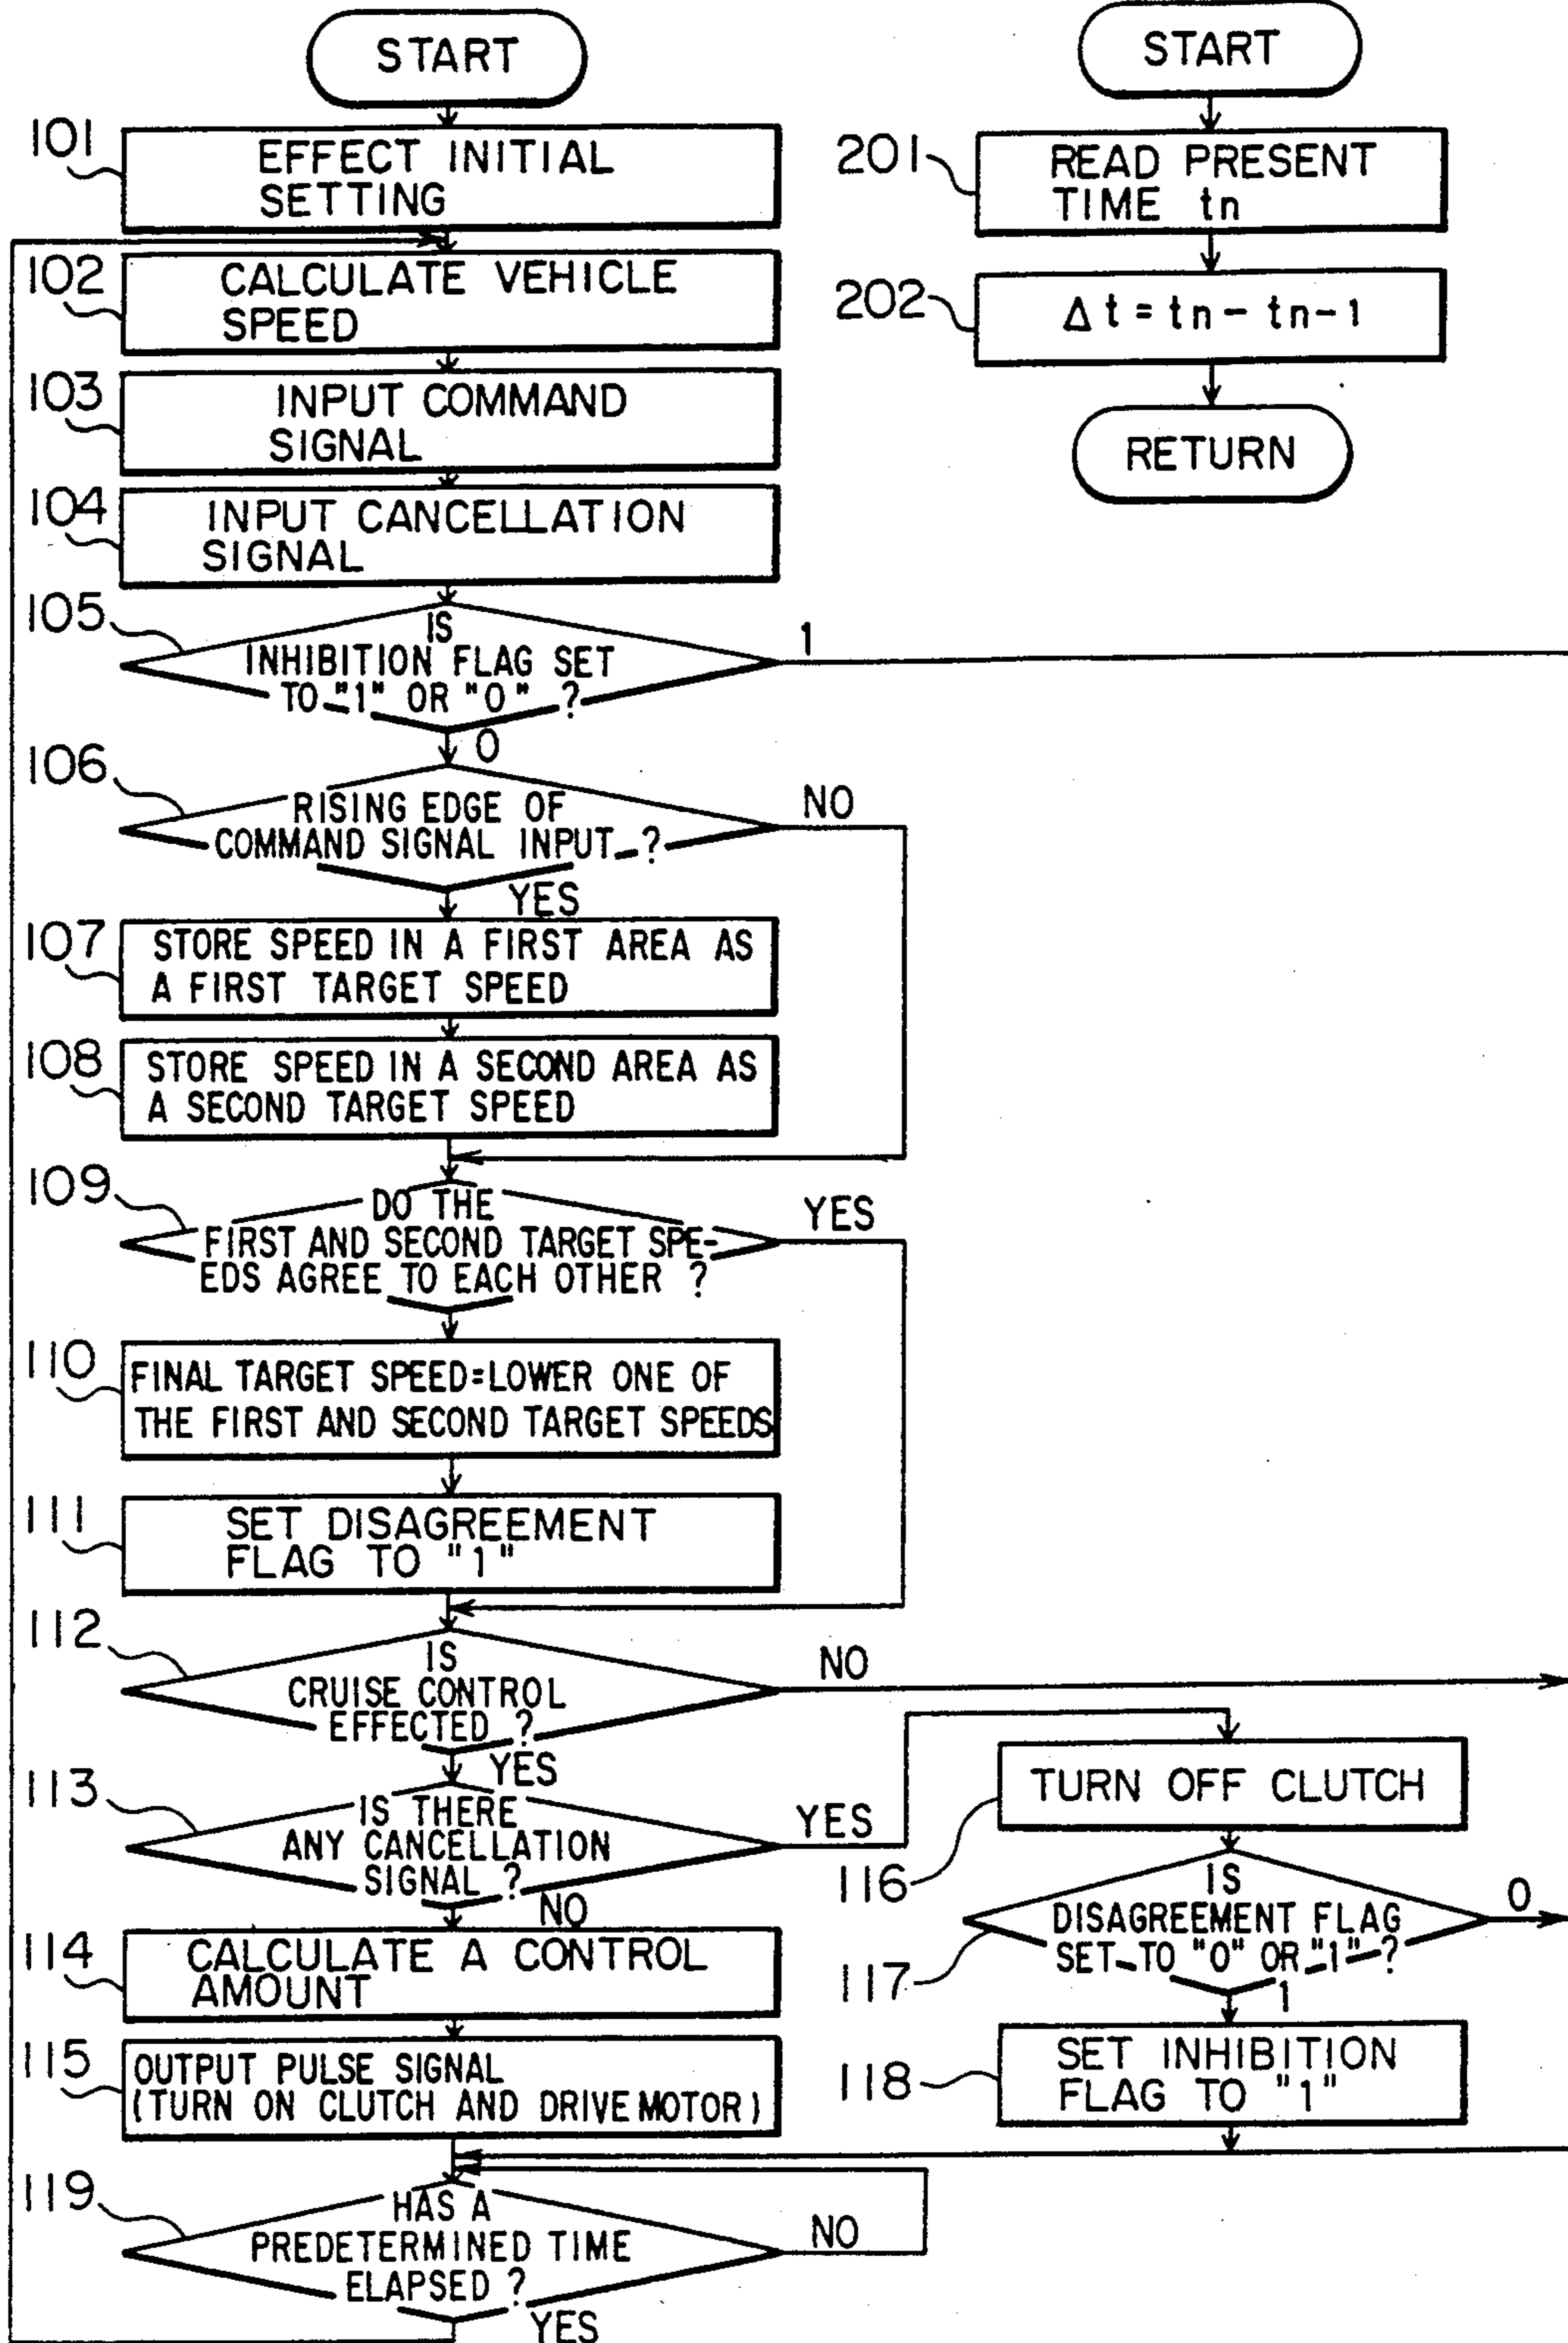 START
101
EFFECT INITIAL
SETTING
102
CALCULATE VEHICLE
SPEED
103
INPUT COMMAND
SIGNAL
104
INPUT CANCELLATION
SIGNAL
105
IS
INHIBITION FLAG SET
TO "1" OR "0" ?
1
0
106
RISING EDGE OF
COMMAND SIGNAL INPUT ?
NO
YES
107
STORE SPEED IN A FIRST AREA AS
A FIRST TARGET SPEED
108
STORE SPEED IN A SECOND AREA AS
A SECOND TARGET SPEED
109
DO THE
FIRST AND SECOND TARGET SPE-
EDS AGREE TO EACH OTHER ?
YES
110
FINAL TARGET SPEED=LOWER ONE OF
THE FIRST AND SECOND TARGET SPEEDS
111
SET DISAGREEMENT
FLAG TO "1"
112
IS
CRUISE CONTROL
EFFECTED ?
NO
YES
113
IS THERE
ANY CANCELLATION
SIGNAL ?
YES
NO
114
CALCULATE A CONTROL
AMOUNT
115
OUTPUT PULSE SIGNAL
(TURN ON CLUTCH AND DRIVE MOTOR)
TURN OFF CLUTCH
116
IS
DISAGREEMENT FLAG
SET TO "0" OR "1" ?
0
117
1
SET INHIBITION
FLAG TO "1"
118
119
HAS A
PREDETERMINED TIME
ELAPSED ?
NO
YES
START
201
READ PRESENT
TIME tn
202
Δt = tn - tn-1
RETURN